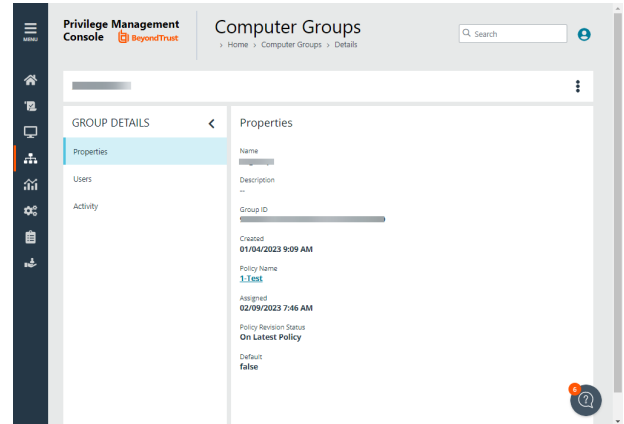 MENU
Privilege Management
Console BeyondTrust
Computer Groups
> Home > Computer Groups > Details
Search
GROUP DETAILS
Properties
Users
Activity
Properties
Name
Description
--
Group ID
Created
01/04/2023 9:09 AM
Policy Name
1-Test
Assigned
02/09/2023 7:46 AM
Policy Revision Status
On Latest Policy
Default
false
6